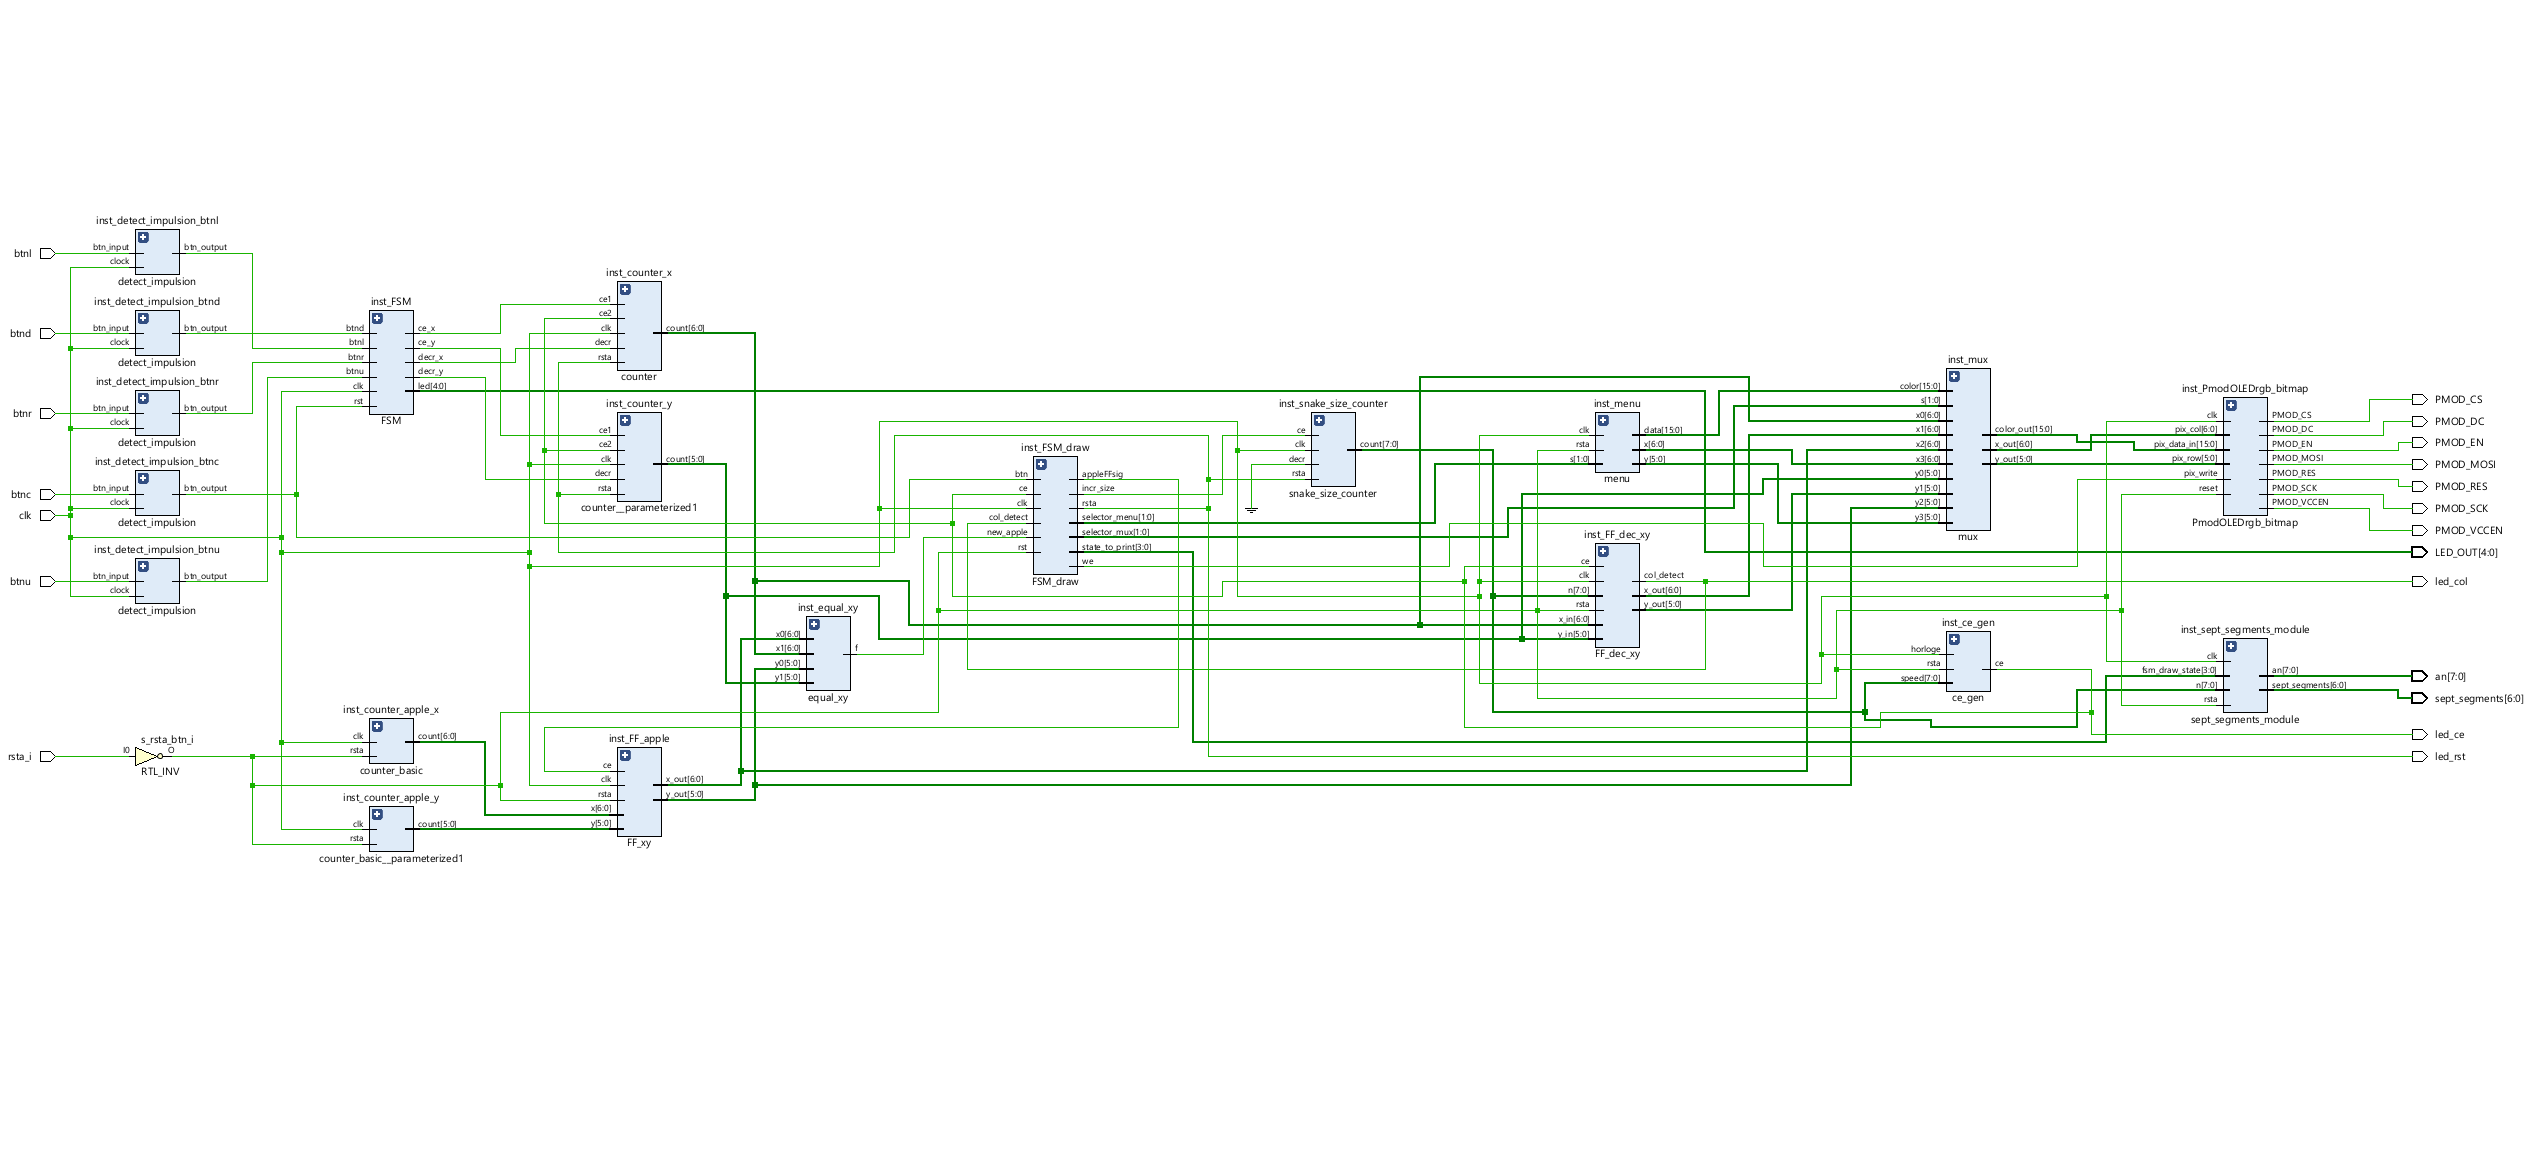 inst_detect_impulsion_btnl
btnl
btn_input
btn_output
clock
detect_impulsion
inst_detect_impulsion_btnd
btnd
btn_input
btn_output
clock
detect_impulsion
inst_detect_impulsion_btnr
btnr
btn_input
btn_output
clock
detect_impulsion
inst_detect_impulsion_btnc
btnc
btn_input
btn_output
clock
clk
detect_impulsion
inst_detect_impulsion_btnu
btnu
btn_input
btn_output
clock
detect_impulsion
rsta_i
s_rsta_btn_i
I0
O
RTL_INV
inst_FSM
btnd
btnl
btnr
btnu
clk
rst
ce_x
ce_y
decr_x
decr_y
led[4:0]
FSM
inst_counter_apple_x
clk
rsta
count[6:0]
counter_basic
inst_counter_apple_y
clk
rsta
count[5:0]
counter_basic__parameterized1
inst_counter_x
ce1
ce2
clk
decr
rsta
count[6:0]
counter
inst_counter_y
ce1
ce2
clk
decr
rsta
count[5:0]
counter__parameterized1
inst_FF_apple
ce
clk
rsta
x[6:0]
y[5:0]
x_out[6:0]
y_out[5:0]
FF_xy
inst_equal_xy
x0[6:0]
x1[6:0]
y0[5:0]
y1[5:0]
f
equal_xy
inst_FSM_draw
btn
ce
clk
col_detect
new_apple
rst
appleFFsig
incr_size
rsta
selector_menu[1:0]
selector_mux[1:0]
state_to_print[3:0]
we
FSM_draw
inst_snake_size_counter
ce
clk
decr
rsta
count[7:0]
snake_size_counter
inst_menu
clk
rsta
s[1:0]
data[15:0]
x[6:0]
y[5:0]
menu
inst_FF_dec_xy
ce
clk
n[7:0]
rsta
x_in[6:0]
y_in[5:0]
col_detect
x_out[6:0]
y_out[5:0]
FF_dec_xy
inst_mux
color[15:0]
s[1:0]
x0[6:0]
x1[6:0]
x2[6:0]
x3[6:0]
y0[5:0]
y1[5:0]
y2[5:0]
y3[5:0]
color_out[15:0]
x_out[6:0]
y_out[5:0]
mux
inst_ce_gen
horloge
rsta
speed[7:0]
ce
ce_gen
inst_PmodOLEDrgb_bitmap
clk
pix_col[6:0]
pix_data_in[15:0]
pix_row[5:0]
pix_write
reset
PMOD_CS
PMOD_DC
PMOD_EN
PMOD_MOSI
PMOD_RES
PMOD_SCK
PMOD_VCCEN
PmodOLEDrgb_bitmap
inst_sept_segments_module
clk
fsm_draw_state[3:0]
n[7:0]
rsta
an[7:0]
sept_segments[6:0]
sept_segments_module
PMOD_CS
PMOD_DC
PMOD_EN
PMOD_MOSI
PMOD_RES
PMOD_SCK
PMOD_VCCEN
LED_OUT[4:0]
led_col
an[7:0]
sept_segments[6:0]
led_ce
led_rst